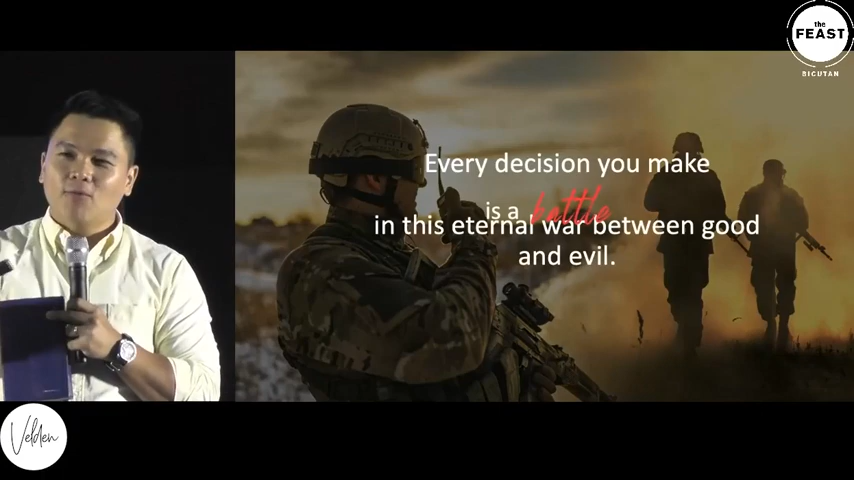 the
FEAST
BICUTAN
Every decision you make
is a battle
in this eternal war between good
and evil.
Velden